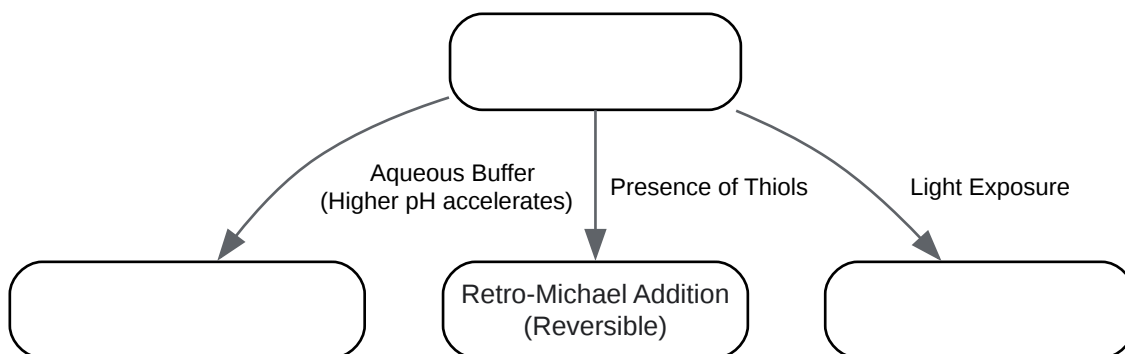 Aqueous Buffer
(Higher pH accelerates)
Presence of Thiols
Light Exposure
Retro-Michael Addition
(Reversible)